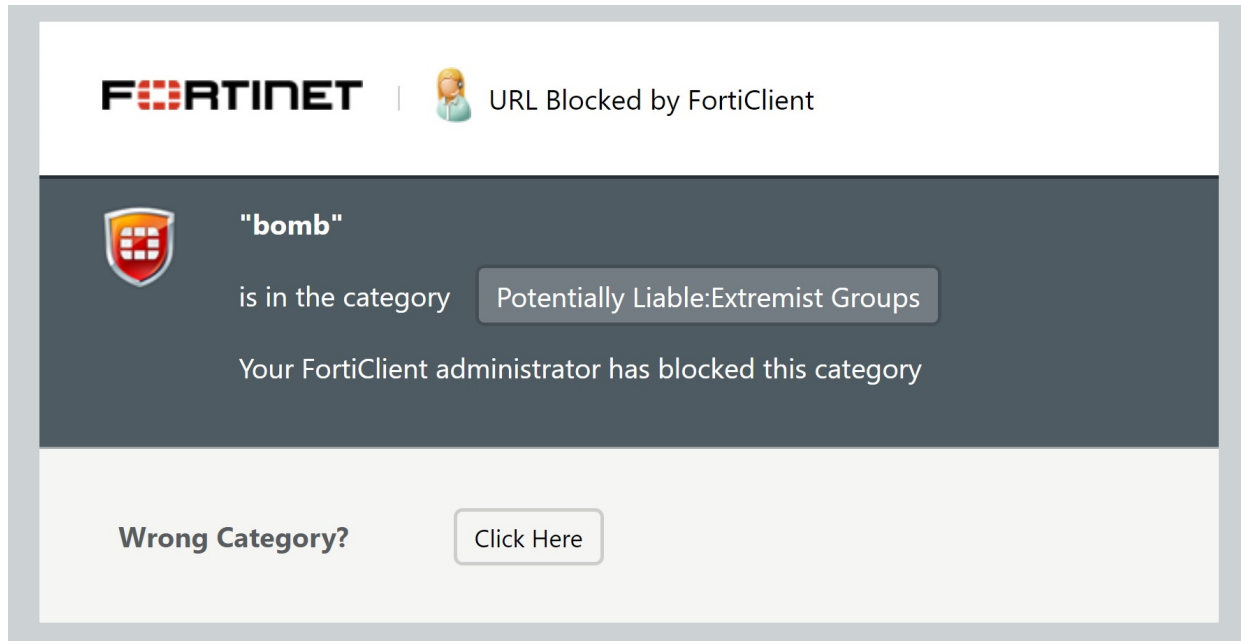 FORTINET
URL Blocked by FortiClient
"bomb"
is in the category Potentially Liable:Extremist Groups
Your FortiClient administrator has blocked this category
Wrong Category? Click Here